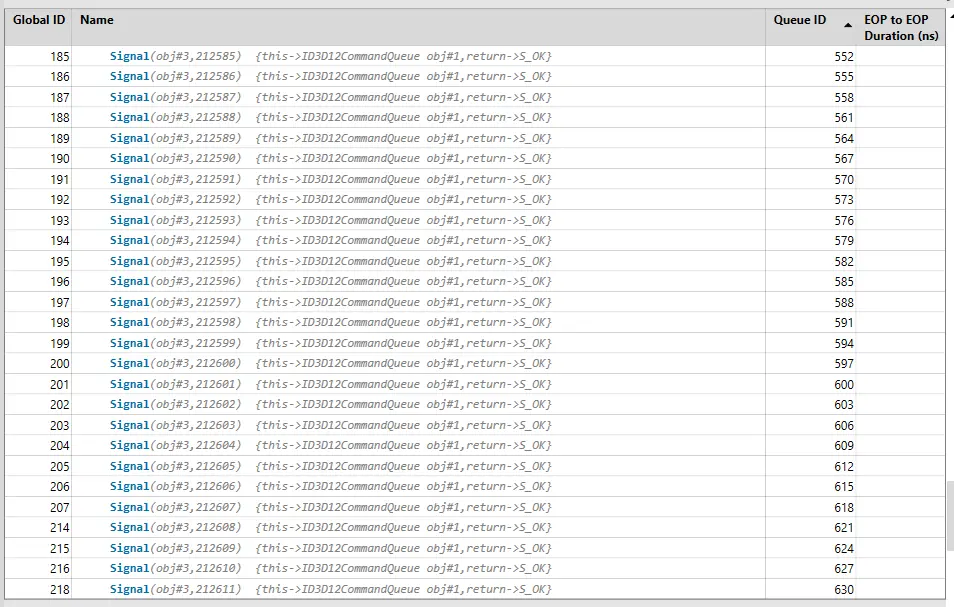 Global ID Name Queue ID EOP to EOP
Duration (ns)
185 Signal(obj#3,212585) {this->ID3D12CommandQueue obj#1,return->S_OK} 552
186 Signal(obj#3,212586) {this->ID3D12CommandQueue obj#1,return->S_OK} 555
187 Signal(obj#3,212587) {this->ID3D12CommandQueue obj#1,return->S_OK} 558
188 Signal(obj#3,212588) {this->ID3D12CommandQueue obj#1,return->S_OK} 561
189 Signal(obj#3,212589) {this->ID3D12CommandQueue obj#1,return->S_OK} 564
190 Signal(obj#3,212590) {this->ID3D12CommandQueue obj#1,return->S_OK} 567
191 Signal(obj#3,212591) {this->ID3D12CommandQueue obj#1,return->S_OK} 570
192 Signal(obj#3,212592) {this->ID3D12CommandQueue obj#1,return->S_OK} 573
193 Signal(obj#3,212593) {this->ID3D12CommandQueue obj#1,return->S_OK} 576
194 Signal(obj#3,212594) {this->ID3D12CommandQueue obj#1,return->S_OK} 579
195 Signal(obj#3,212595) {this->ID3D12CommandQueue obj#1,return->S_OK} 582
196 Signal(obj#3,212596) {this->ID3D12CommandQueue obj#1,return->S_OK} 585
197 Signal(obj#3,212597) {this->ID3D12CommandQueue obj#1,return->S_OK} 588
198 Signal(obj#3,212598) {this->ID3D12CommandQueue obj#1,return->S_OK} 591
199 Signal(obj#3,212599) {this->ID3D12CommandQueue obj#1,return->S_OK} 594
200 Signal(obj#3,212600) {this->ID3D12CommandQueue obj#1,return->S_OK} 597
201 Signal(obj#3,212601) {this->ID3D12CommandQueue obj#1,return->S_OK} 600
202 Signal(obj#3,212602) {this->ID3D12CommandQueue obj#1,return->S_OK} 603
203 Signal(obj#3,212603) {this->ID3D12CommandQueue obj#1,return->S_OK} 606
204 Signal(obj#3,212604) {this->ID3D12CommandQueue obj#1,return->S_OK} 609
205 Signal(obj#3,212605) {this->ID3D12CommandQueue obj#1,return->S_OK} 612
206 Signal(obj#3,212606) {this->ID3D12CommandQueue obj#1,return->S_OK} 615
207 Signal(obj#3,212607) {this->ID3D12CommandQueue obj#1,return->S_OK} 618
214 Signal(obj#3,212608) {this->ID3D12CommandQueue obj#1,return->S_OK} 621
215 Signal(obj#3,212609) {this->ID3D12CommandQueue obj#1,return->S_OK} 624
216 Signal(obj#3,212610) {this->ID3D12CommandQueue obj#1,return->S_OK} 627
218 Signal(obj#3,212611) {this->ID3D12CommandQueue obj#1,return->S_OK} 630